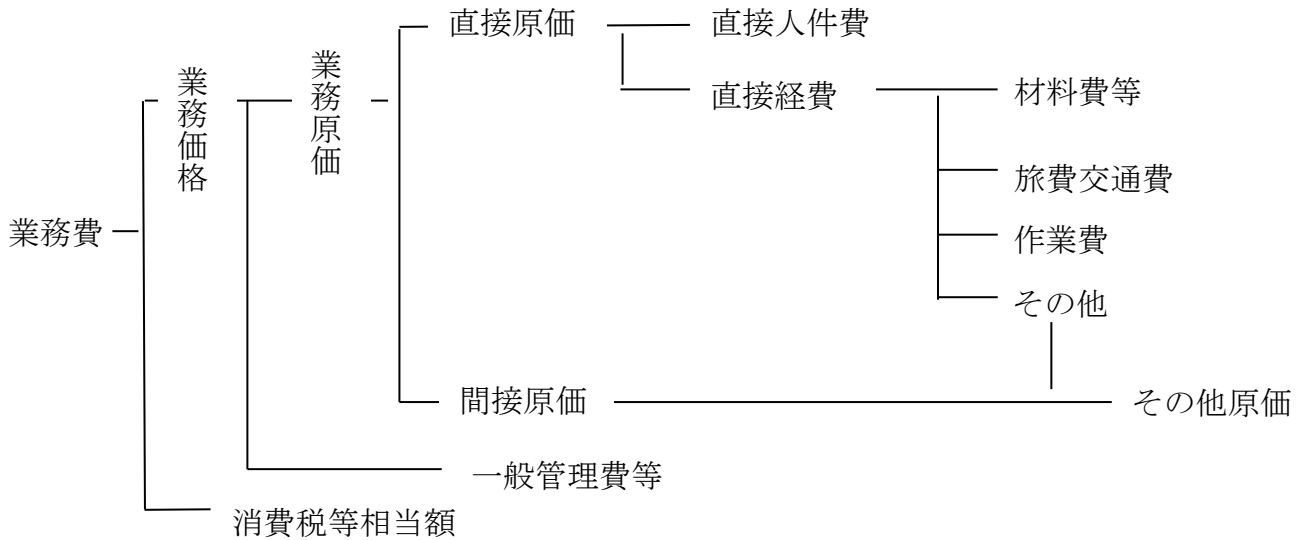 直接原価
直接人件費
業務価格
業務原価
直接経費
材料費等
旅費交通費
業務費
作業費
その他
間接原価
その他原価
一般管理費等
消費税等相当額